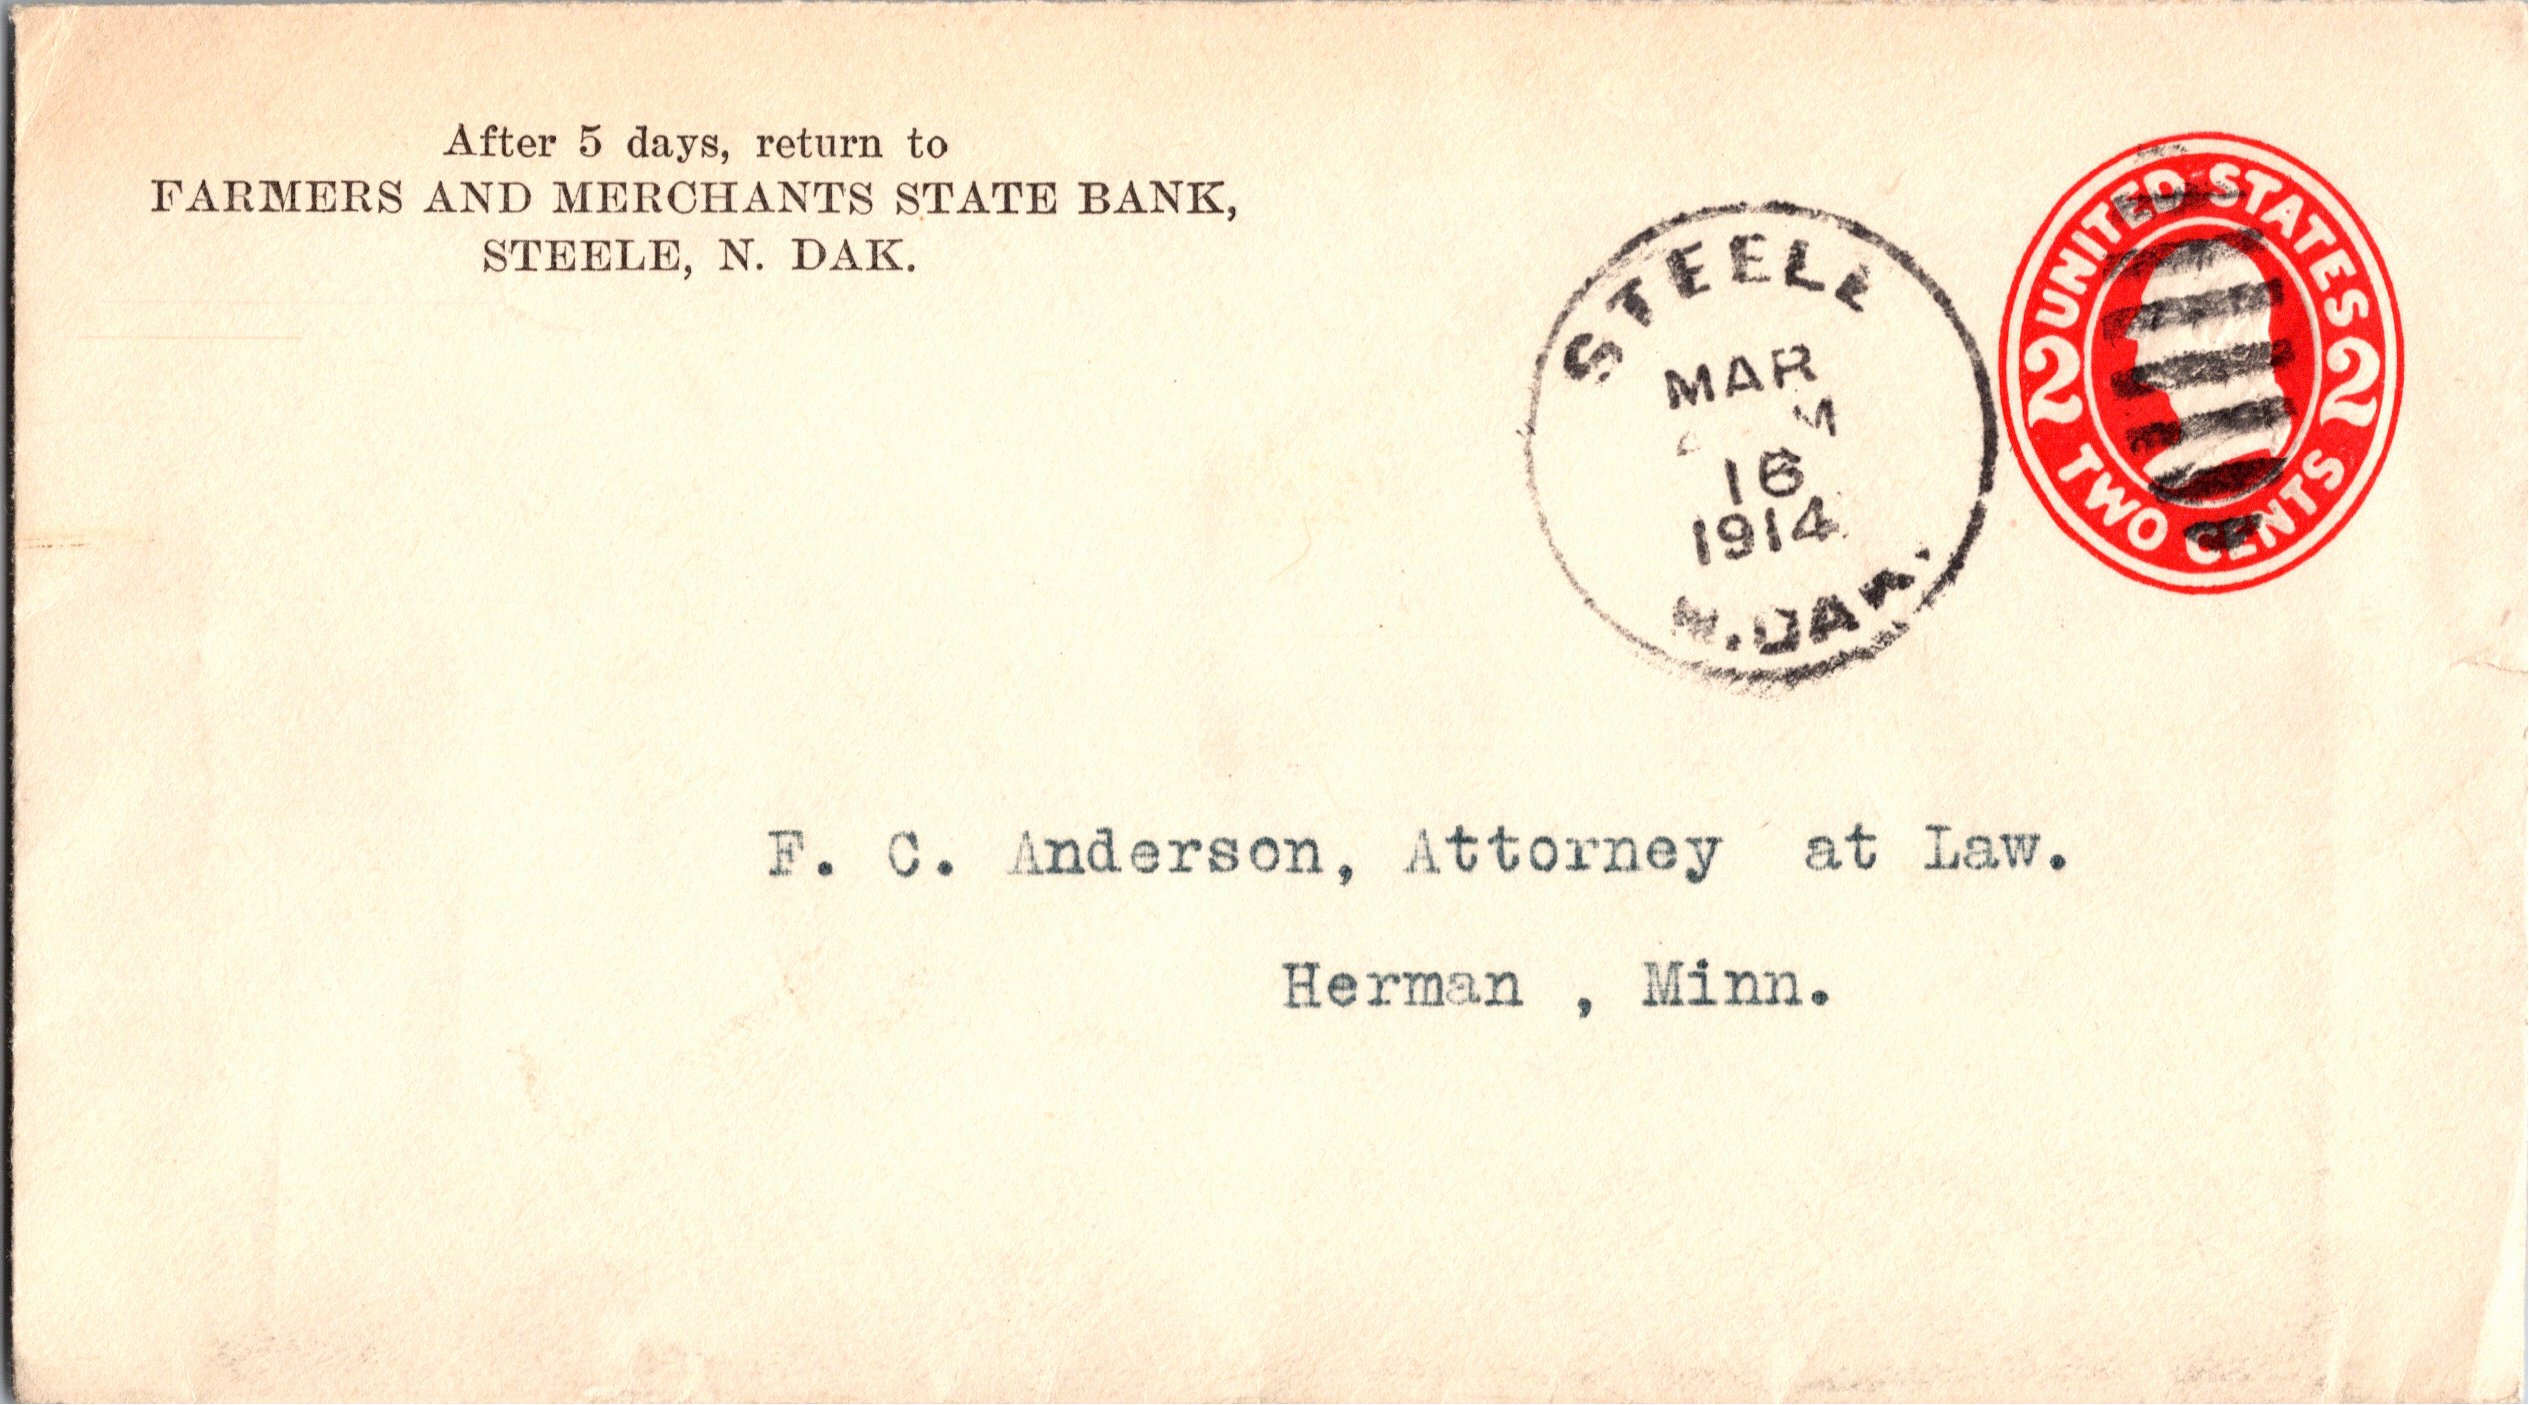 After 5 days, return to
FARMERS AND MERCHANTS STATE BANK,
STEELE, N. DAK.
STEELE
MAR
16
1914
N. DAK.
UNITED STATES
2 2
TWO CENTS
F. C. Anderson, Attorney at Law.
Herman , Minn.